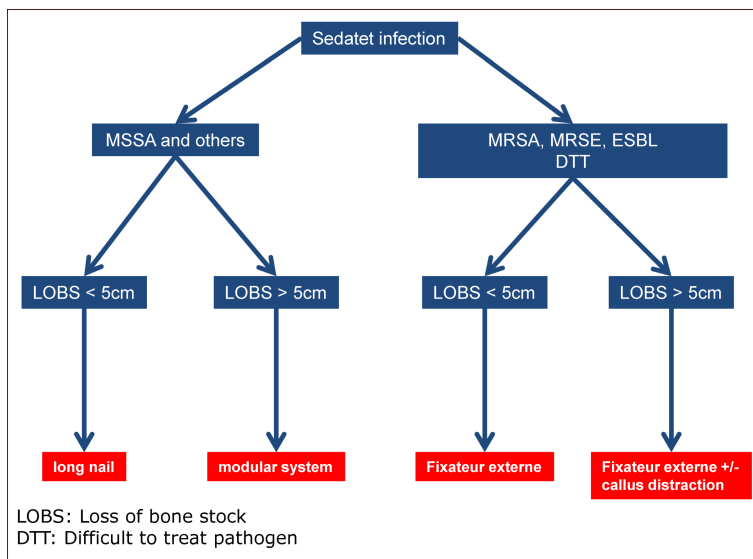 Sedatet infection
MSSA and others
MRSA, MRSE, ESBL
DTT
LOBS < 5cm
LOBS > 5cm
LOBS < 5cm
LOBS > 5cm
long nail
modular system
Fixateur externe
Fixateur externe +/-
callus distraction
LOBS: Loss of bone stock
DTT: Difficult to treat pathogen